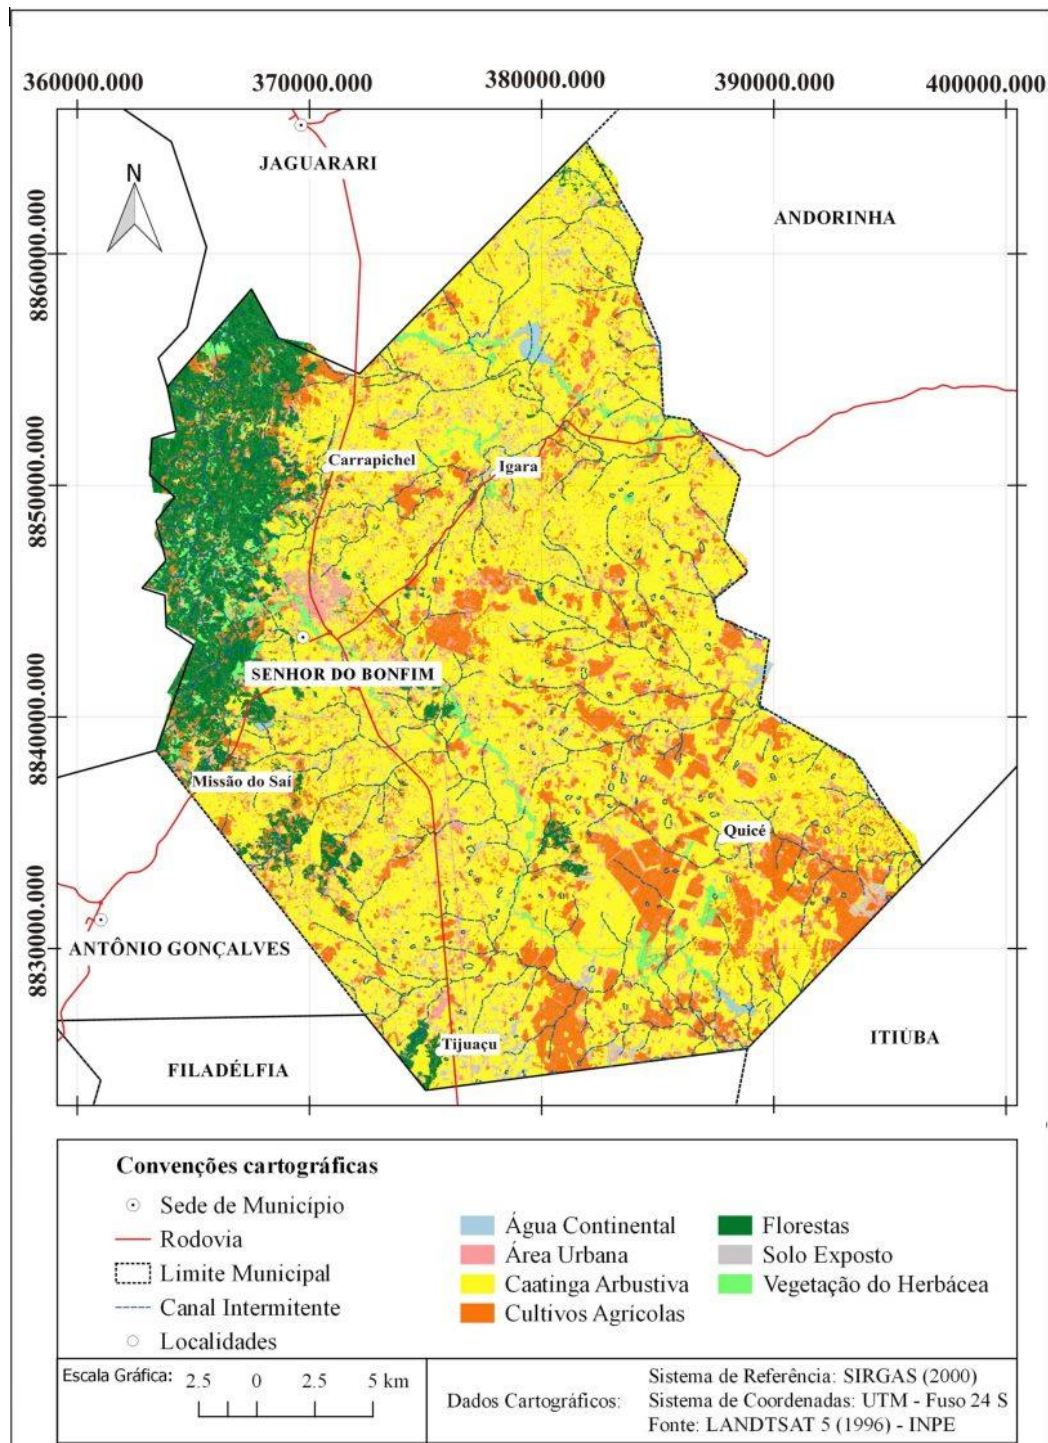 360000.000 370000.000 380000.000 390000.000 400000.000
JAGUARARI
N
ANDORINHA
8860000.000
Carrapichel
Igara
8850000.000
SENHOR DO BONFIM
8840000.000
Missão do Saí
Quicé
ANTÔNIO GONÇALVES
8830000.000
Tijuaçu
ITIÚBA
FILADÉLFIA
Convenções cartográficas
Sede de Município
Rodovia
Limite Municipal
Canal Intermitente
Localidades
Água Continental
Área Urbana
Caatinga Arbustiva
Cultivos Agrícolas
Florestas
Solo Exposto
Vegetação do Herbácea
Escala Gráfica: 2.5 0 2.5 5 km
Dados Cartográficos:
Sistema de Referência: SIRGAS (2000)
Sistema de Coordenadas: UTM - Fuso 24 S
Fonte: LANDTSAT 5 (1996) - INPE